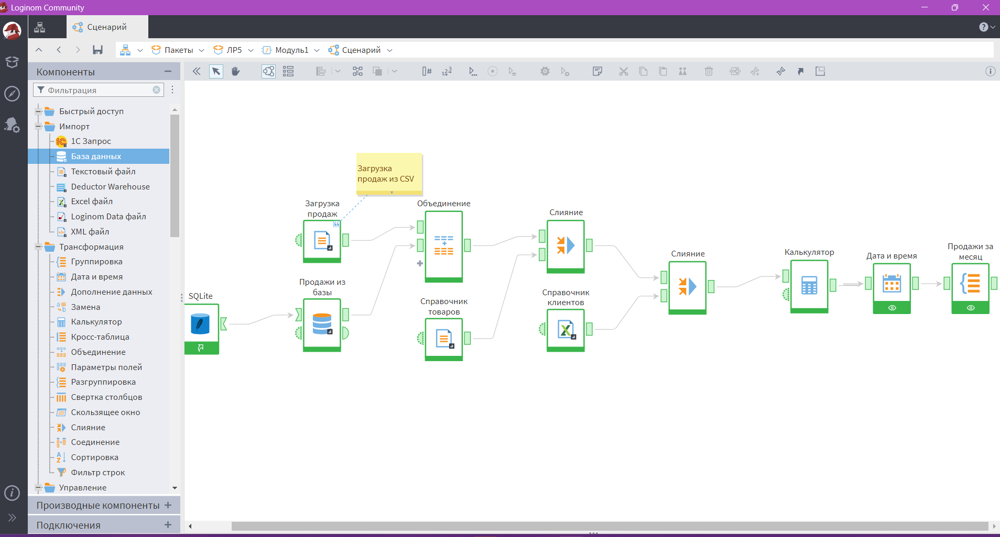 Loginom Community
Сценарий
Пакеты
ЛР5
Модуль1
Сценарий
Компоненты
Фильтрация
Быстрый доступ
Импорт
1С Запрос
База данных
Текстовый файл
Deductor Warehouse
Excel файл
Loginom Data файл
XML файл
Трансформация
Группировка
Дата и время
Дополнение данных
Замена
Калькулятор
Кросс-таблица
Объединение
Параметры полей
Разгруппировка
Свертка столбцов
Скользящее окно
Слияние
Соединение
Сортировка
Фильтр строк
Управление
Производные компоненты
Подключения
Загрузка
продаж из CSV
Загрузка
продаж
Объединение
Слияние
SQLite
Продажи из
базы
Справочник
товаров
Справочник
клиентов
Слияние
Калькулятор
Дата и время
Продажи за
месяц